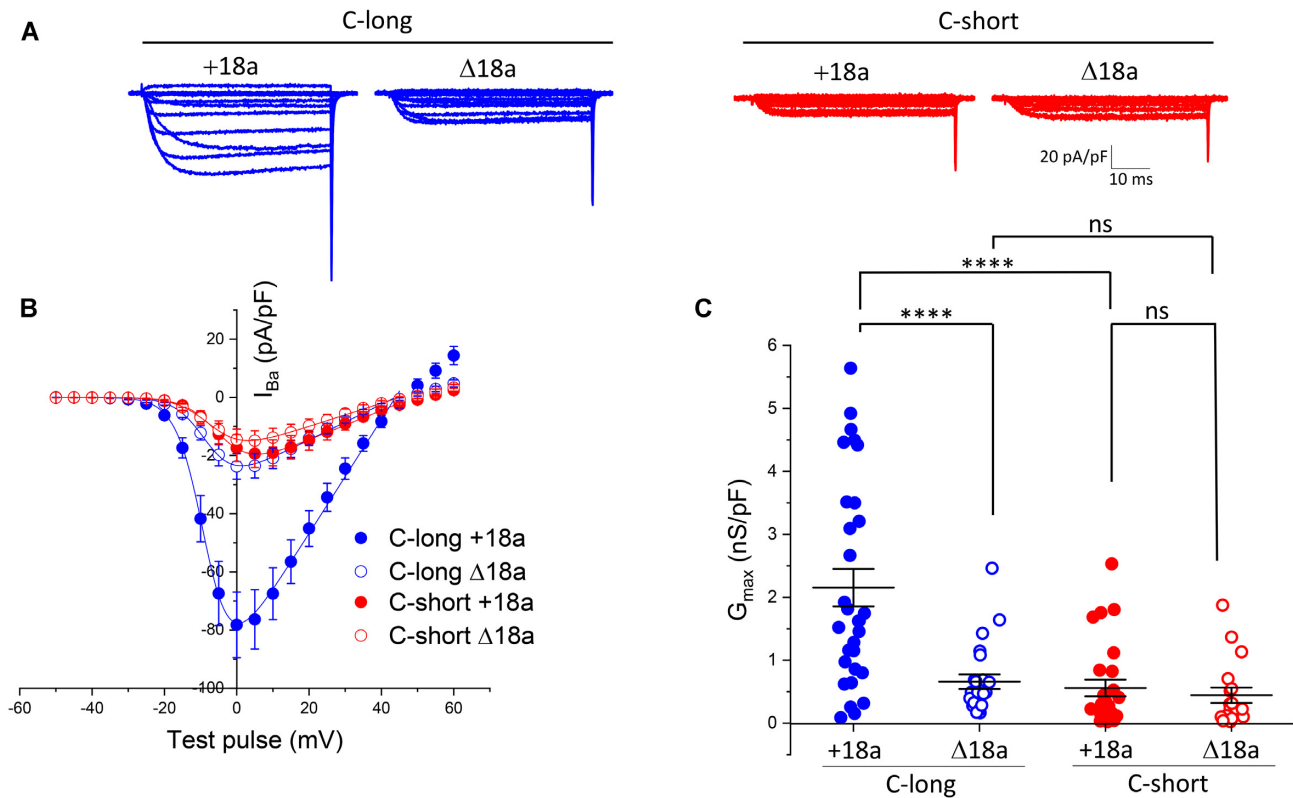 A
C-long
C-short
+18a
Δ18a
+18a
Δ18a
20 pA/pF
10 ms
ns
****
B
C
****
ns
I_Ba (pA/pF)
20
0
-20
-40
-60
-80
-100
-60
-40
-20
0
20
40
60
Test pulse (mV)
C-long +18a
C-long Δ18a
C-short +18a
C-short Δ18a
G_max (nS/pF)
6
5
4
3
2
1
0
+18a
Δ18a
+18a
Δ18a
C-long
C-short